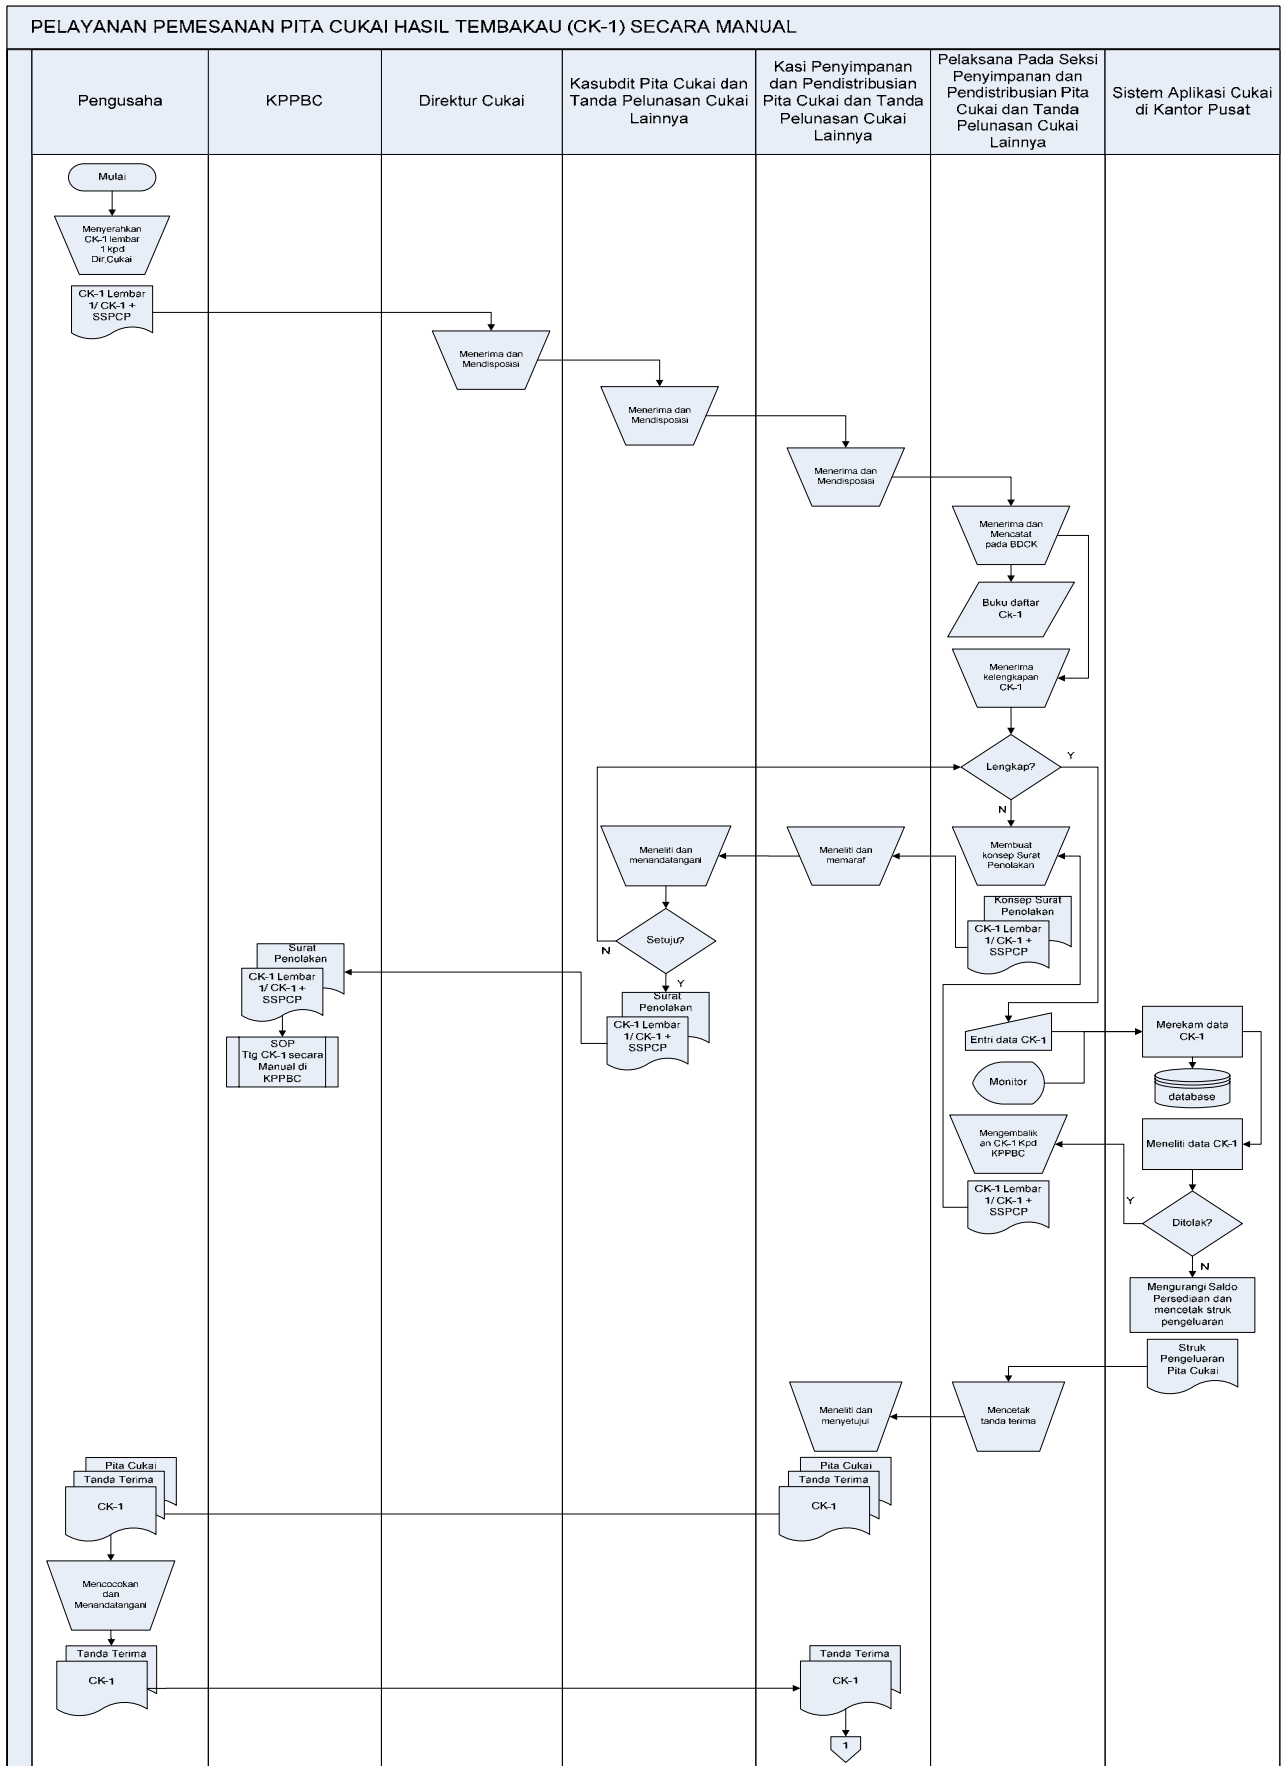 PELAYANAN PEMESANAN PITA CUKAI HASIL TEMBAKAU (CK-1) SECARA MANUAL
Pengusaha
KPPBC
Direktur Cukai
Kasubdit Pita Cukai dan
Tanda Pelunasan Cukai
Lainnya
Kasi Penyimpanan
dan Pendistribusian
Pita Cukai dan Tanda
Pelunasan Cukai
Lainnya
Pelaksana Pada Seksi
Penyimpanan dan
Pendistribusian Pita
Cukai dan Tanda
Pelunasan Cukai
Lainnya
Sistem Aplikasi Cukai
di Kantor Pusat
Mulai
Menyerahkan
CK-1 lembar
1 kpd
Dir.Cukai
CK-1 Lembar
1/ CK-1 +
SSPCP
Menerima dan
Mendisposisi
Menerima dan
Mendisposisi
Menerima dan
Mendisposisi
Menerima dan
Mencatat
pada BDCK
Buku daftar
Ck-1
Menerima
kelengkapan
CK-1
Lengkap?
Y
N
Membuat
konsep Surat
Penolakan
Meneliti dan
memaraf
Meneliti dan
menandatangani
Konsep Surat
Penolakan
CK-1 Lembar
1/ CK-1 +
SSPCP
Setuju?
N
Y
Surat
Penolakan
CK-1 Lembar
1/ CK-1 +
SSPCP
Surat
Penolakan
CK-1 Lembar
1/ CK-1 +
SSPCP
SOP
Ttg CK-1 secara
Manual di
KPPBC
Entri data CK-1
Merekam data
CK-1
Monitor
database
Mengembalik
an CK-1 Kpd
KPPBC
Meneliti data CK-1
CK-1 Lembar
1/ CK-1 +
SSPCP
Y
Ditolak?
N
Mengurangi Saldo
Persediaan dan
mencetak struk
pengeluaran
Struk
Pengeluaran
Pita Cukai
Mencetak
tanda terima
Meneliti dan
menyetujui
Pita Cukai
Tanda Terima
CK-1
Pita Cukai
Tanda Terima
CK-1
Mencocokan
dan
Menandatangani
Tanda Terima
CK-1
Tanda Terima
CK-1
1